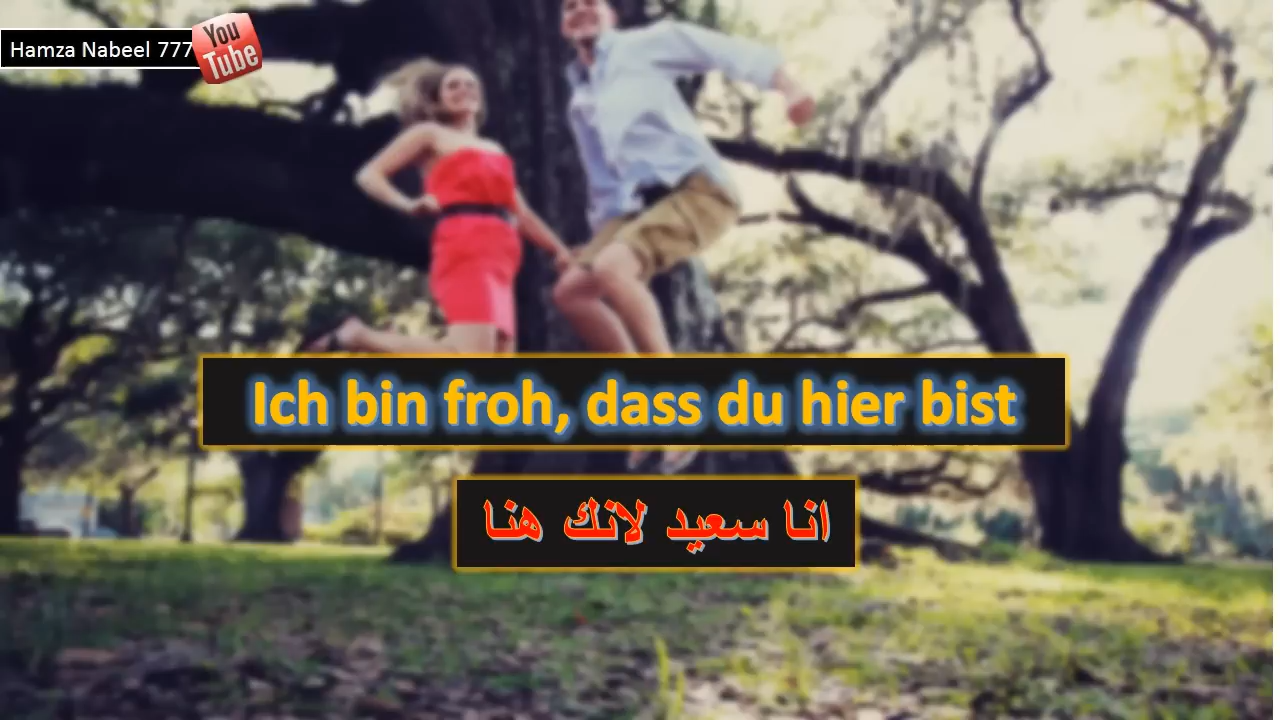 Hamza Nabeel 777
You
Tube
Ich bin froh, dass du hier bist
انا سعيد لانك هنا